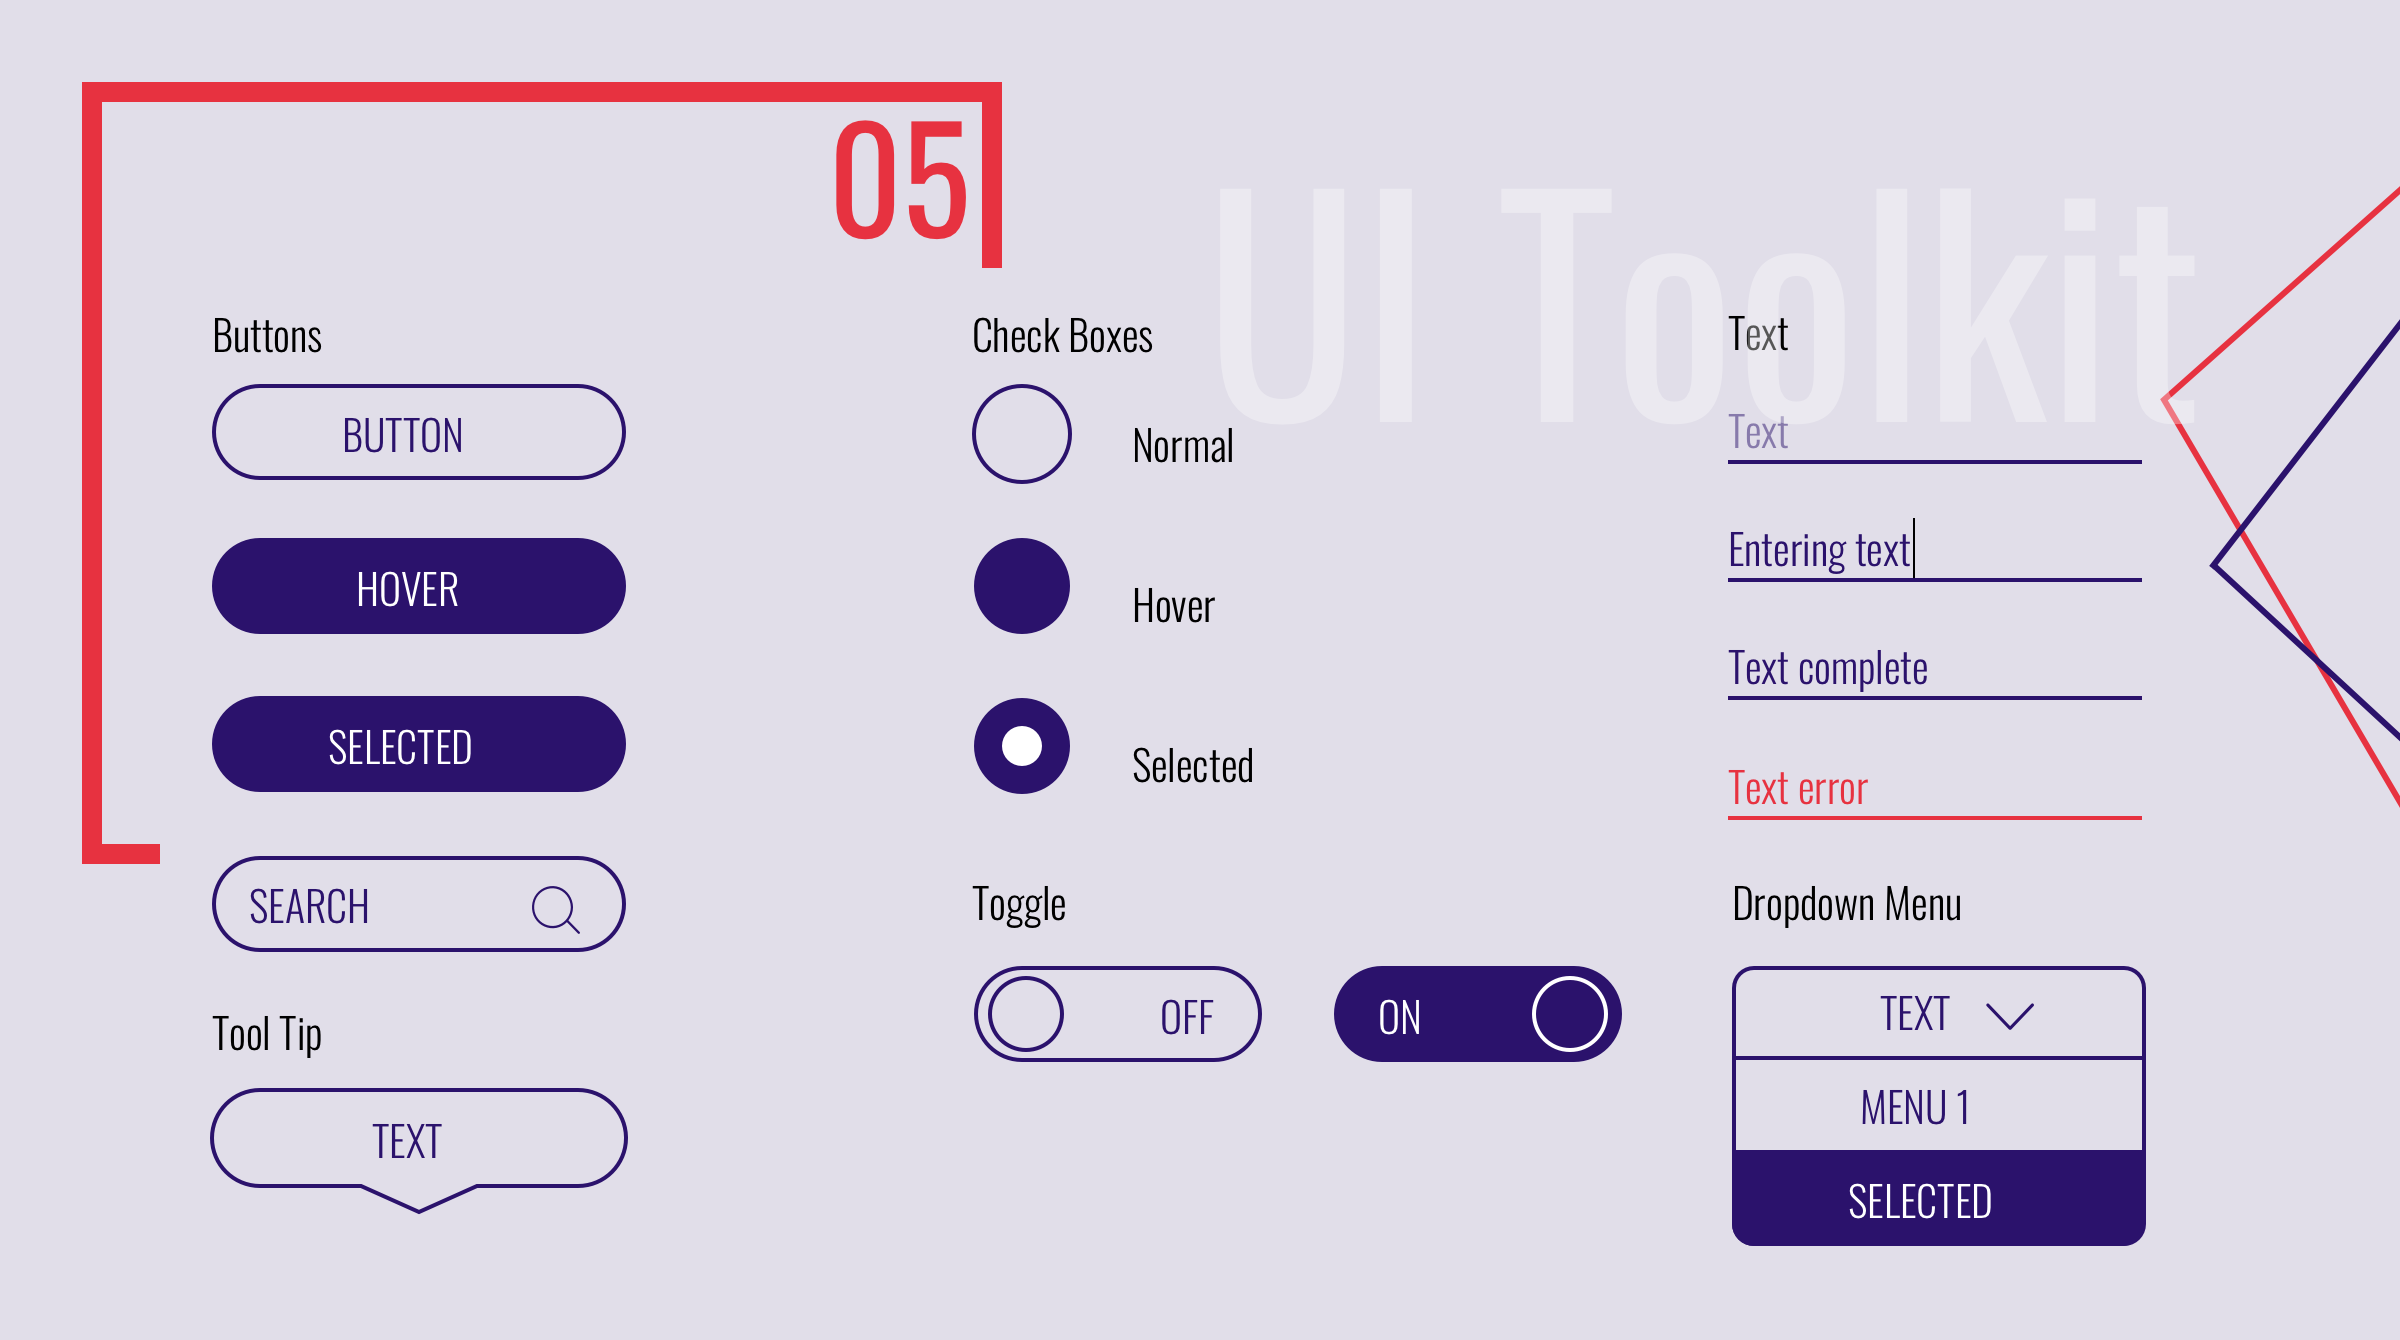 05
UI Toolkit
Buttons
BUTTON
HOVER
SELECTED
SEARCH
Tool Tip
TEXT
Check Boxes
Normal
Hover
Selected
Toggle
OFF
ON
Text
Text
Entering text
Text complete
Text error
Dropdown Menu
TEXT
MENU 1
SELECTED